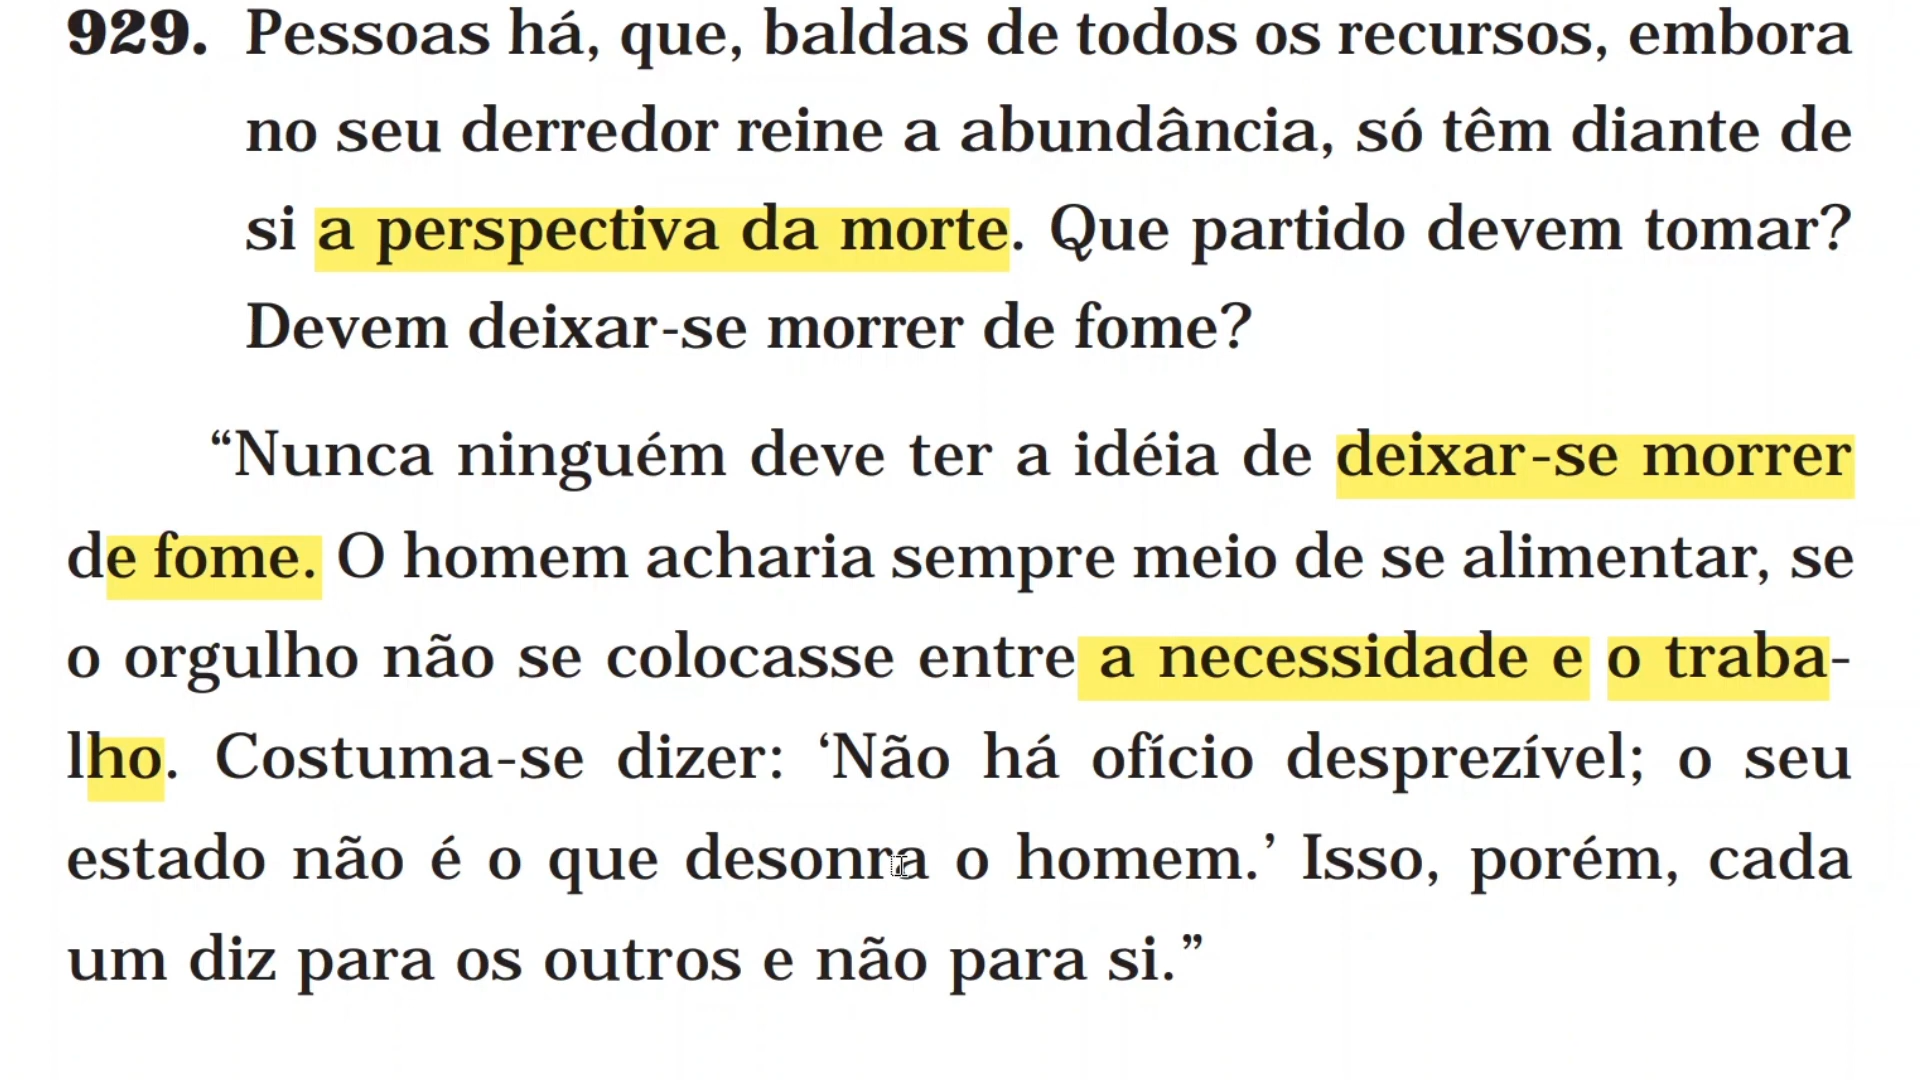 929. Pessoas há, que, baldas de todos os recursos, embora
no seu derredor reine a abundância, só têm diante de
si a perspectiva da morte. Que partido devem tomar?
Devem deixar-se morrer de fome?
“Nunca ninguém deve ter a idéia de deixar-se morrer
de fome. O homem acharia sempre meio de se alimentar, se
o orgulho não se colocasse entre a necessidade e o traba-
lho. Costuma-se dizer: ‘Não há ofício desprezível; o seu
estado não é o que desonra o homem.’ Isso, porém, cada
um diz para os outros e não para si.”